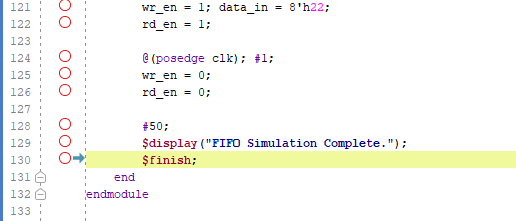 121 wr_en = 1; data_in = 8'h22;
122 rd_en = 1;
123
124 @(posedge clk); #1;
125 wr_en = 0;
126 rd_en = 0;
127
128 #50;
129 $display("FIFO Simulation Complete.");
130 $finish;
131 end
132 endmodule
133